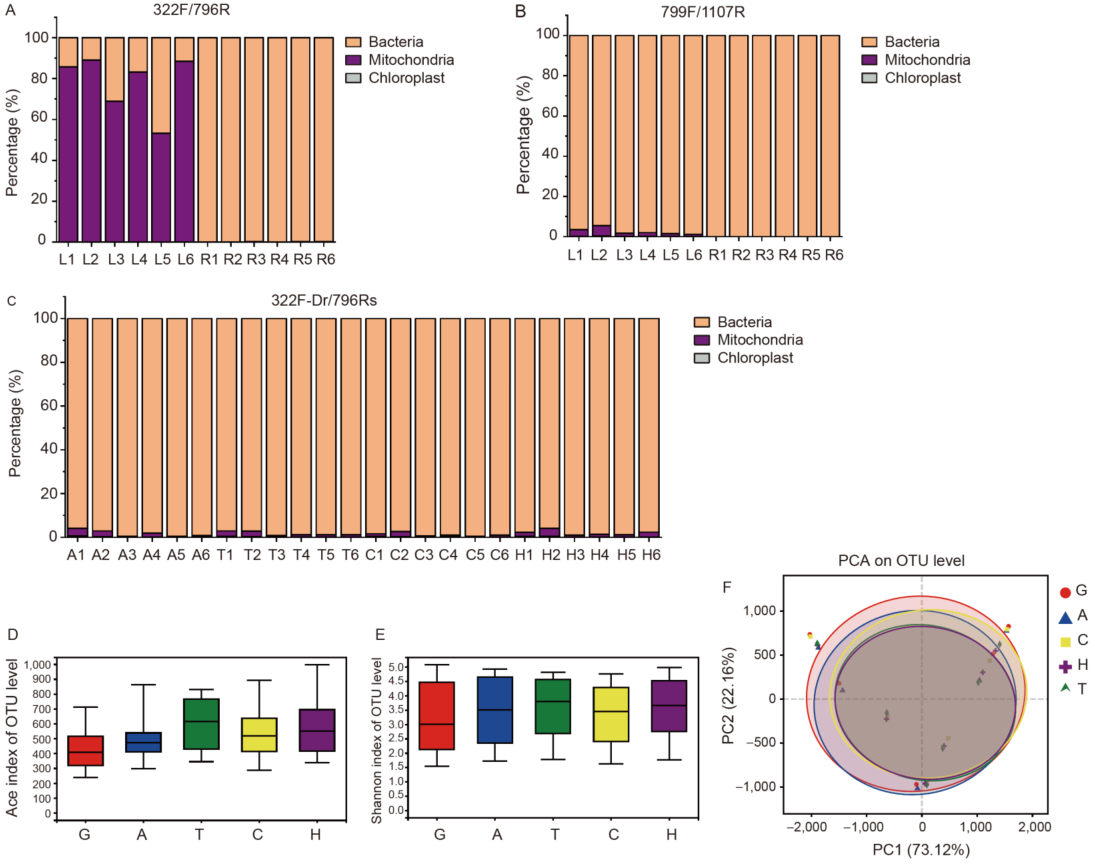 A
322F/796R
Percentage (%)
100
80
60
40
20
0
L1 L2 L3 L4 L5 L6 R1 R2 R3 R4 R5 R6
Bacteria
Mitochondria
Chloroplast
B
799F/1107R
Percentage (%)
100
80
60
40
20
0
L1 L2 L3 L4 L5 L6 R1 R2 R3 R4 R5 R6
Bacteria
Mitochondria
Chloroplast
C
322F-Dr/796Rs
Percentage (%)
100
80
60
40
20
0
A1 A2 A3 A4 A5 A6 T1 T2 T3 T4 T5 T6 C1 C2 C3 C4 C5 C6 H1 H2 H3 H4 H5 H6
Bacteria
Mitochondria
Chloroplast
D
Ace index of OTU level
1,000
900
800
700
600
500
400
300
200
100
0
G A T C H
E
Shannon index of OTU level
5.0
4.5
4.0
3.5
3.0
2.5
2.0
1.5
1.0
0.5
0.0
G A T C H
F
PCA on OTU level
PC2 (22.16%)
1,000
500
0
−500
−1,000
−2,000 −1,000 0 1,000 2,000
PC1 (73.12%)
G
A
C
H
T